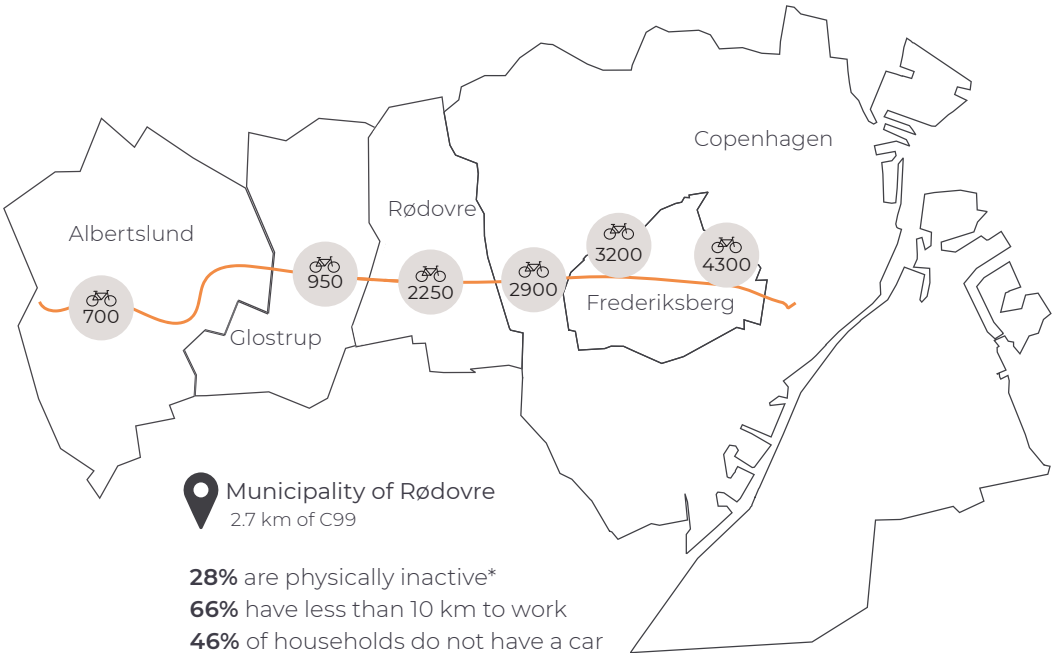 Copenhagen
Rødovre
Albertslund
3200
4300
950
2250
2900
700
Frederiksberg
Glostrup
Municipality of Rødovre
2.7 km of C99
28% are physically inactive*
66% have less than 10 km to work
46% of households do not have a car